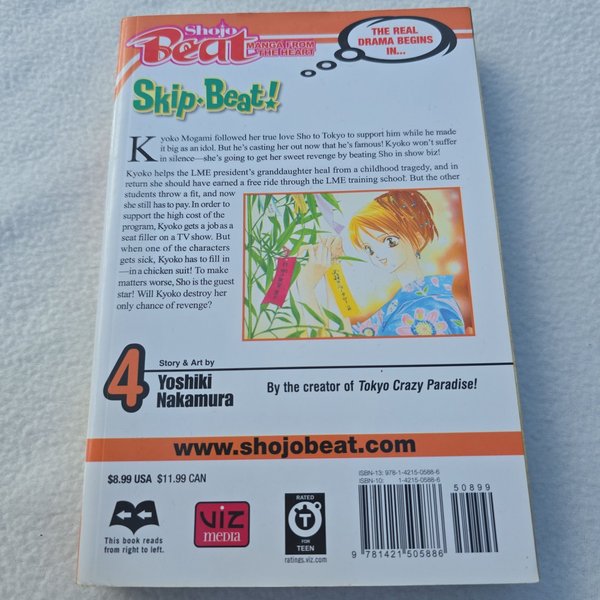 Shojo
Beat
MANGA FROM
THE HEART
THE REAL
DRAMA BEGINS
IN...
Skip·Beat!
Kyoko Mogami followed her true love Sho to Tokyo to support him while he made
it big as an idol. But he's casting her out now that he's famous! Kyoko won't suffer
in silence—she's going to get her sweet revenge by beating Sho in show biz!
Kyoko helps the LME president's granddaughter heal from a childhood tragedy, and in
return she should have earned a free ride through the LME training school. But the other
students throw a fit, and now
she still has to pay. In order to
support the high cost of the
program, Kyoko gets a job as a
seat filler on a TV show. But
when one of the characters
gets sick, Kyoko has to fill in
—in a chicken suit! To make
matters worse, Sho is the guest
star! Will Kyoko destroy her
only chance of revenge?
4
Story & Art by
Yoshiki
Nakamura
By the creator of Tokyo Crazy Paradise!
www.shojobeat.com
$8.99 USA $11.99 CAN
This book reads
from right to left.
VIZ
MEDIA
RATED
T
FOR
TEEN
ratings.viz.com
ISBN-13: 978-1-4215-0588-6
ISBN-10: 1-4215-0588-6
50899
9 781421 505886